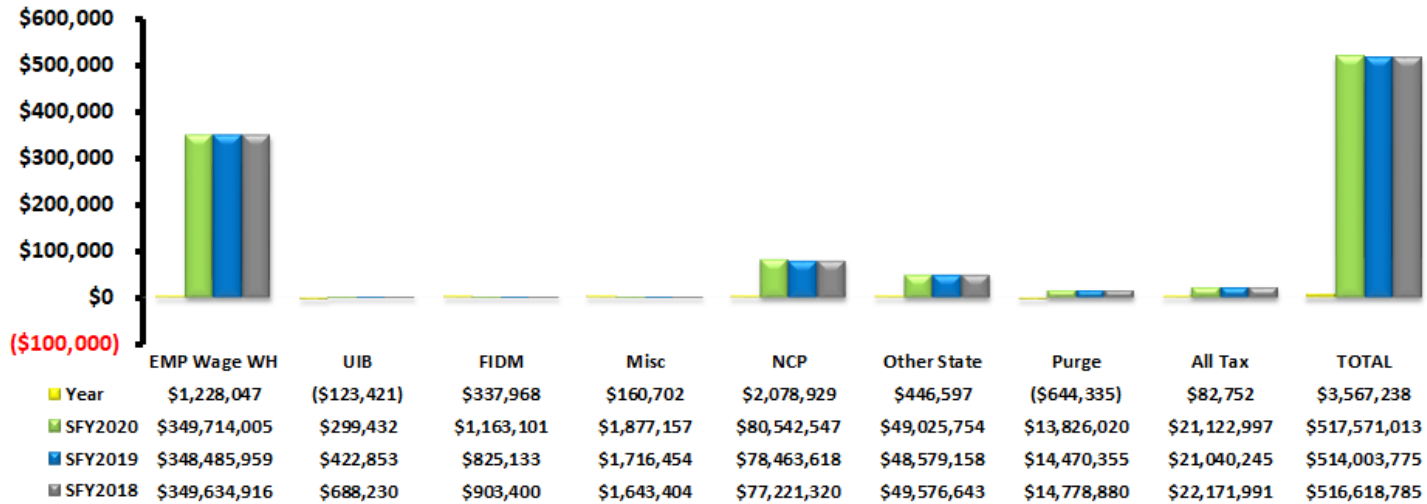 $600,000
$500,000
$400,000
$300,000
$200,000
$100,000
$0
($100,000)
EMP Wage WH UIB FIDM Misc NCP Other State Purge All Tax TOTAL
Year $1,228,047 ($123,421) $337,968 $160,702 $2,078,929 $446,597 ($644,335) $82,752 $3,567,238
SFY2020 $349,714,005 $299,432 $1,163,101 $1,877,157 $80,542,547 $49,025,754 $13,826,020 $21,122,997 $517,571,013
SFY2019 $348,485,959 $422,853 $825,133 $1,716,454 $78,463,618 $48,579,158 $14,470,355 $21,040,245 $514,003,775
SFY2018 $349,634,916 $688,230 $903,400 $1,643,404 $77,221,320 $49,576,643 $14,778,880 $22,171,991 $516,618,785